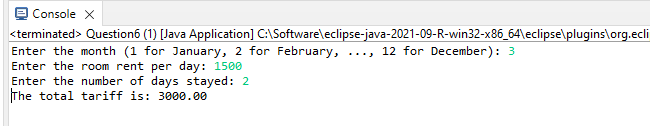 Console
<terminated> Question6 (1) [Java Application] C:\Software\eclipse-java-2021-09-R-win32-x86_64\eclipse\plugins\org.ecli
Enter the month (1 for January, 2 for February, ..., 12 for December): 3
Enter the room rent per day: 1500
Enter the number of days stayed: 2
The total tariff is: 3000.00